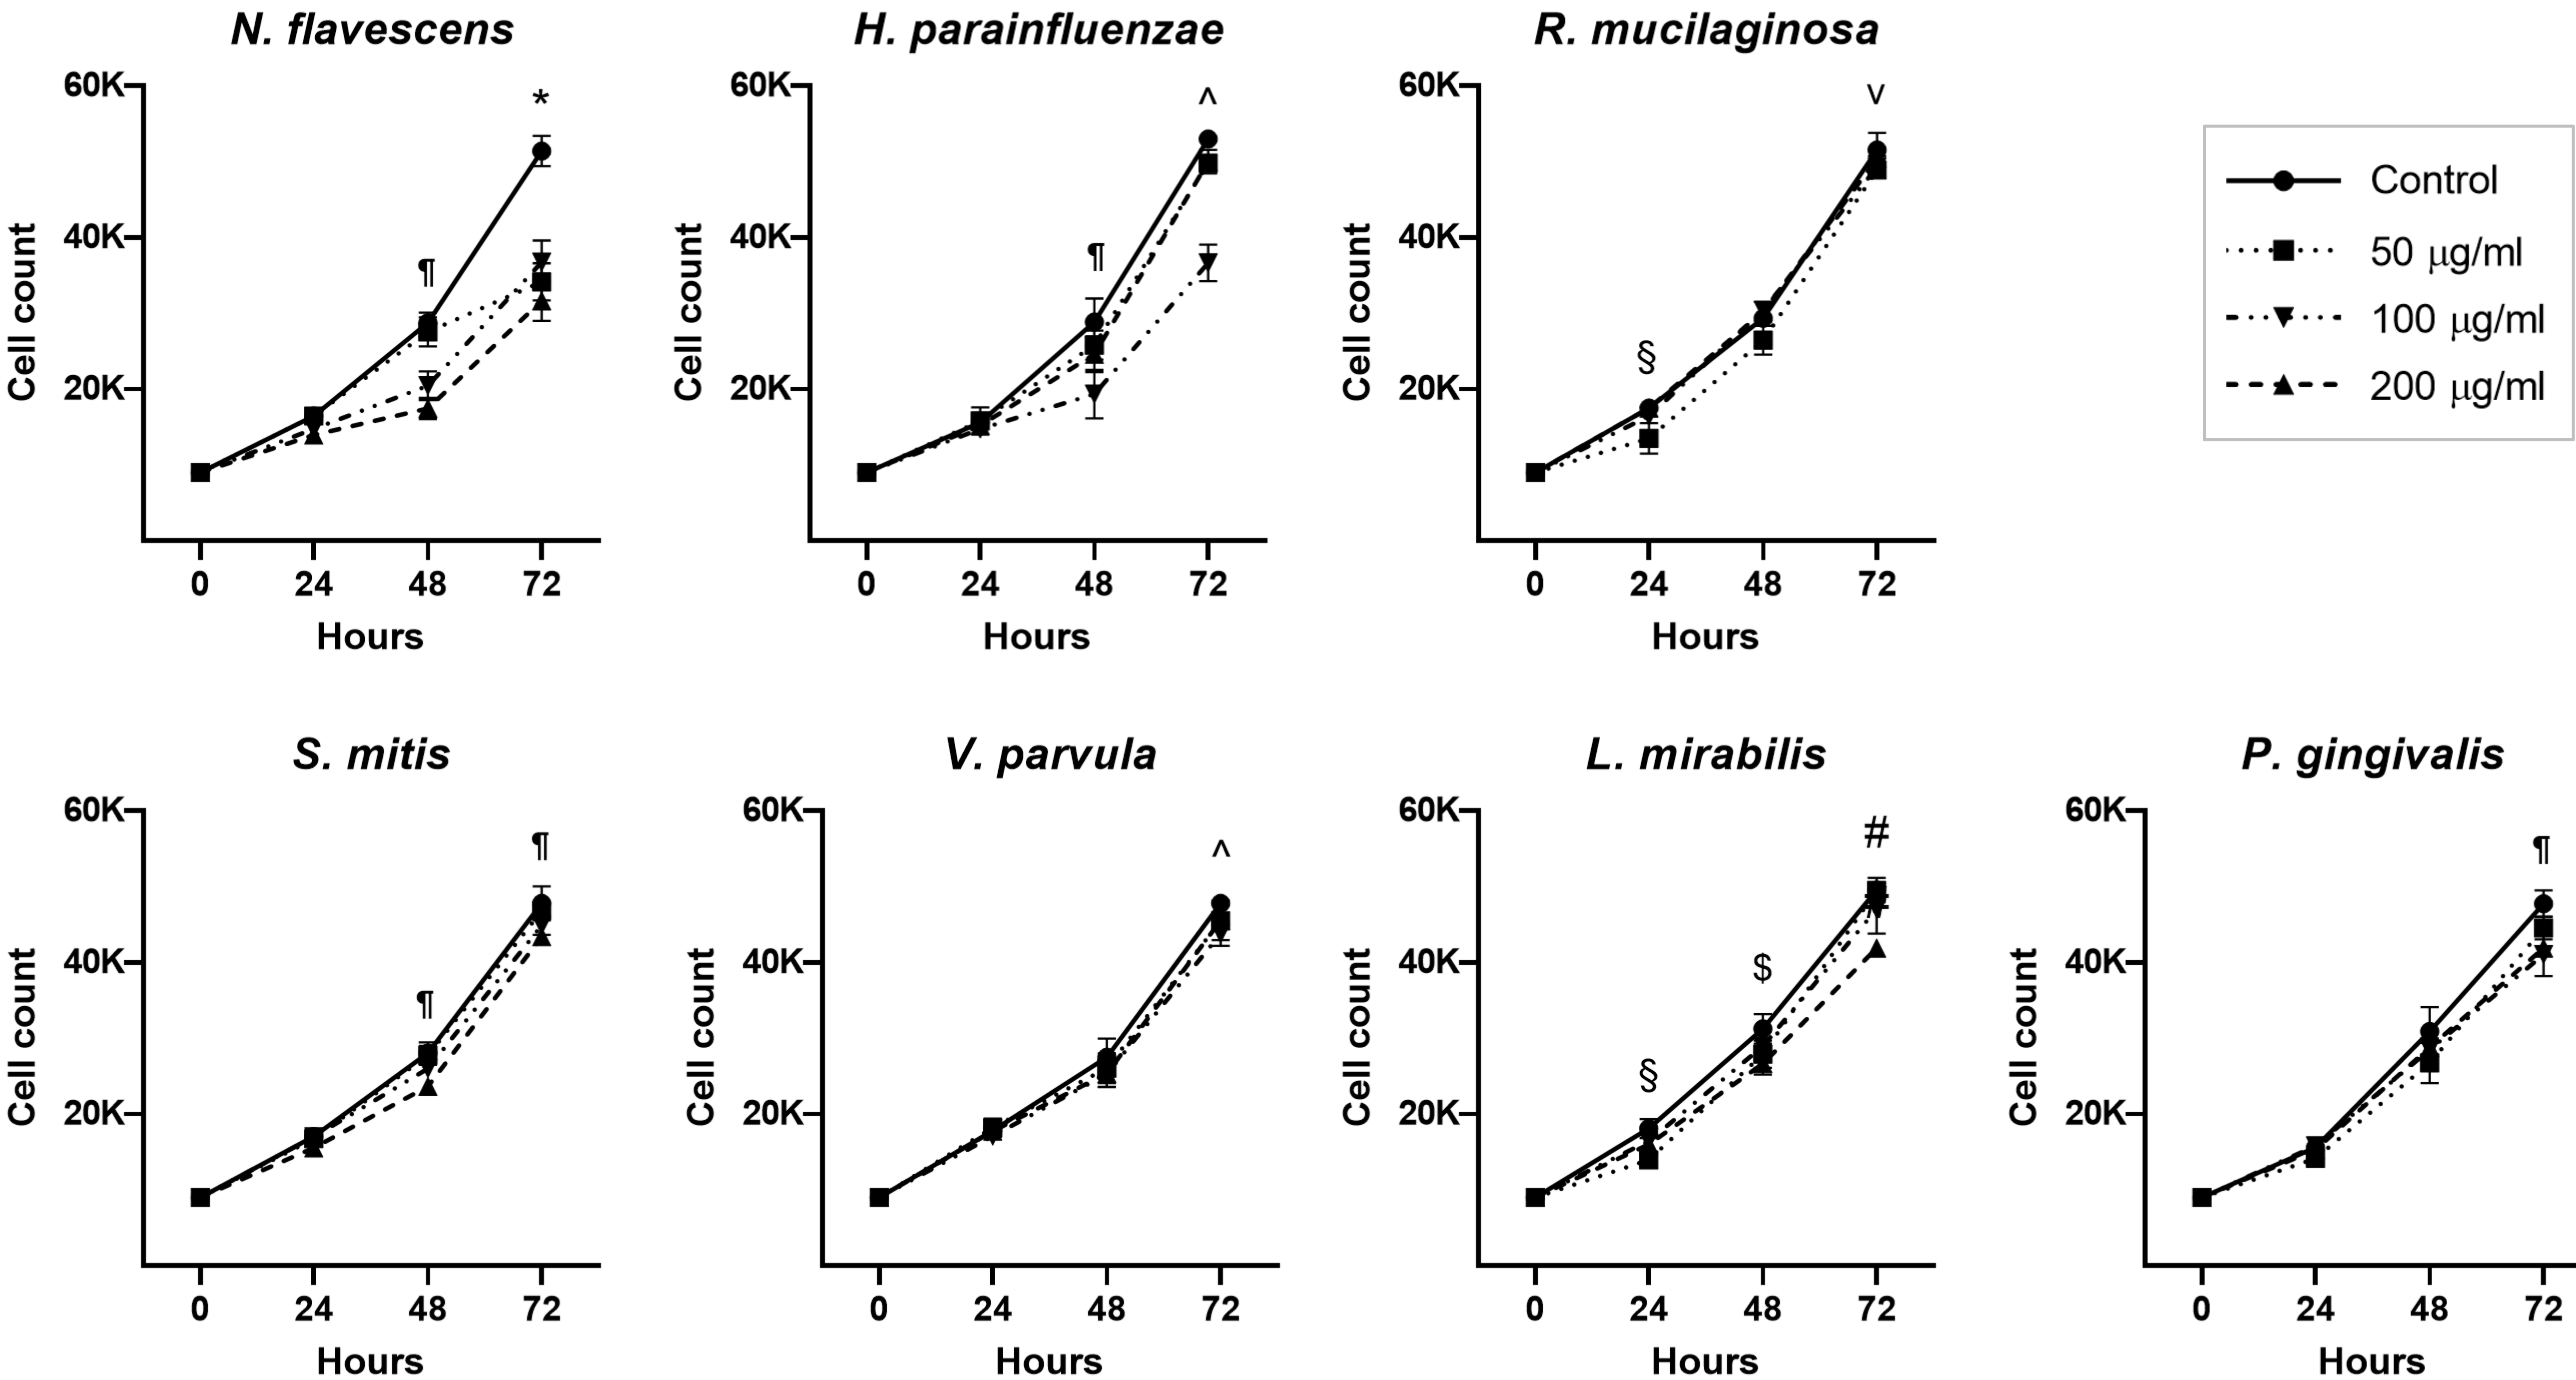 N. flavescens
60K
40K
20K
Cell count
*
¶
0 24 48 72
Hours
H. parainfluenzae
60K
40K
20K
Cell count
^
¶
0 24 48 72
Hours
R. mucilaginosa
60K
40K
20K
Cell count
v
§
0 24 48 72
Hours
Control
50 µg/ml
100 µg/ml
200 µg/ml
S. mitis
60K
40K
20K
Cell count
¶
¶
0 24 48 72
Hours
V. parvula
60K
40K
20K
Cell count
^
0 24 48 72
Hours
L. mirabilis
60K
40K
20K
Cell count
#
$
§
0 24 48 72
Hours
P. gingivalis
60K
40K
20K
Cell count
¶
0 24 48 72
Hours